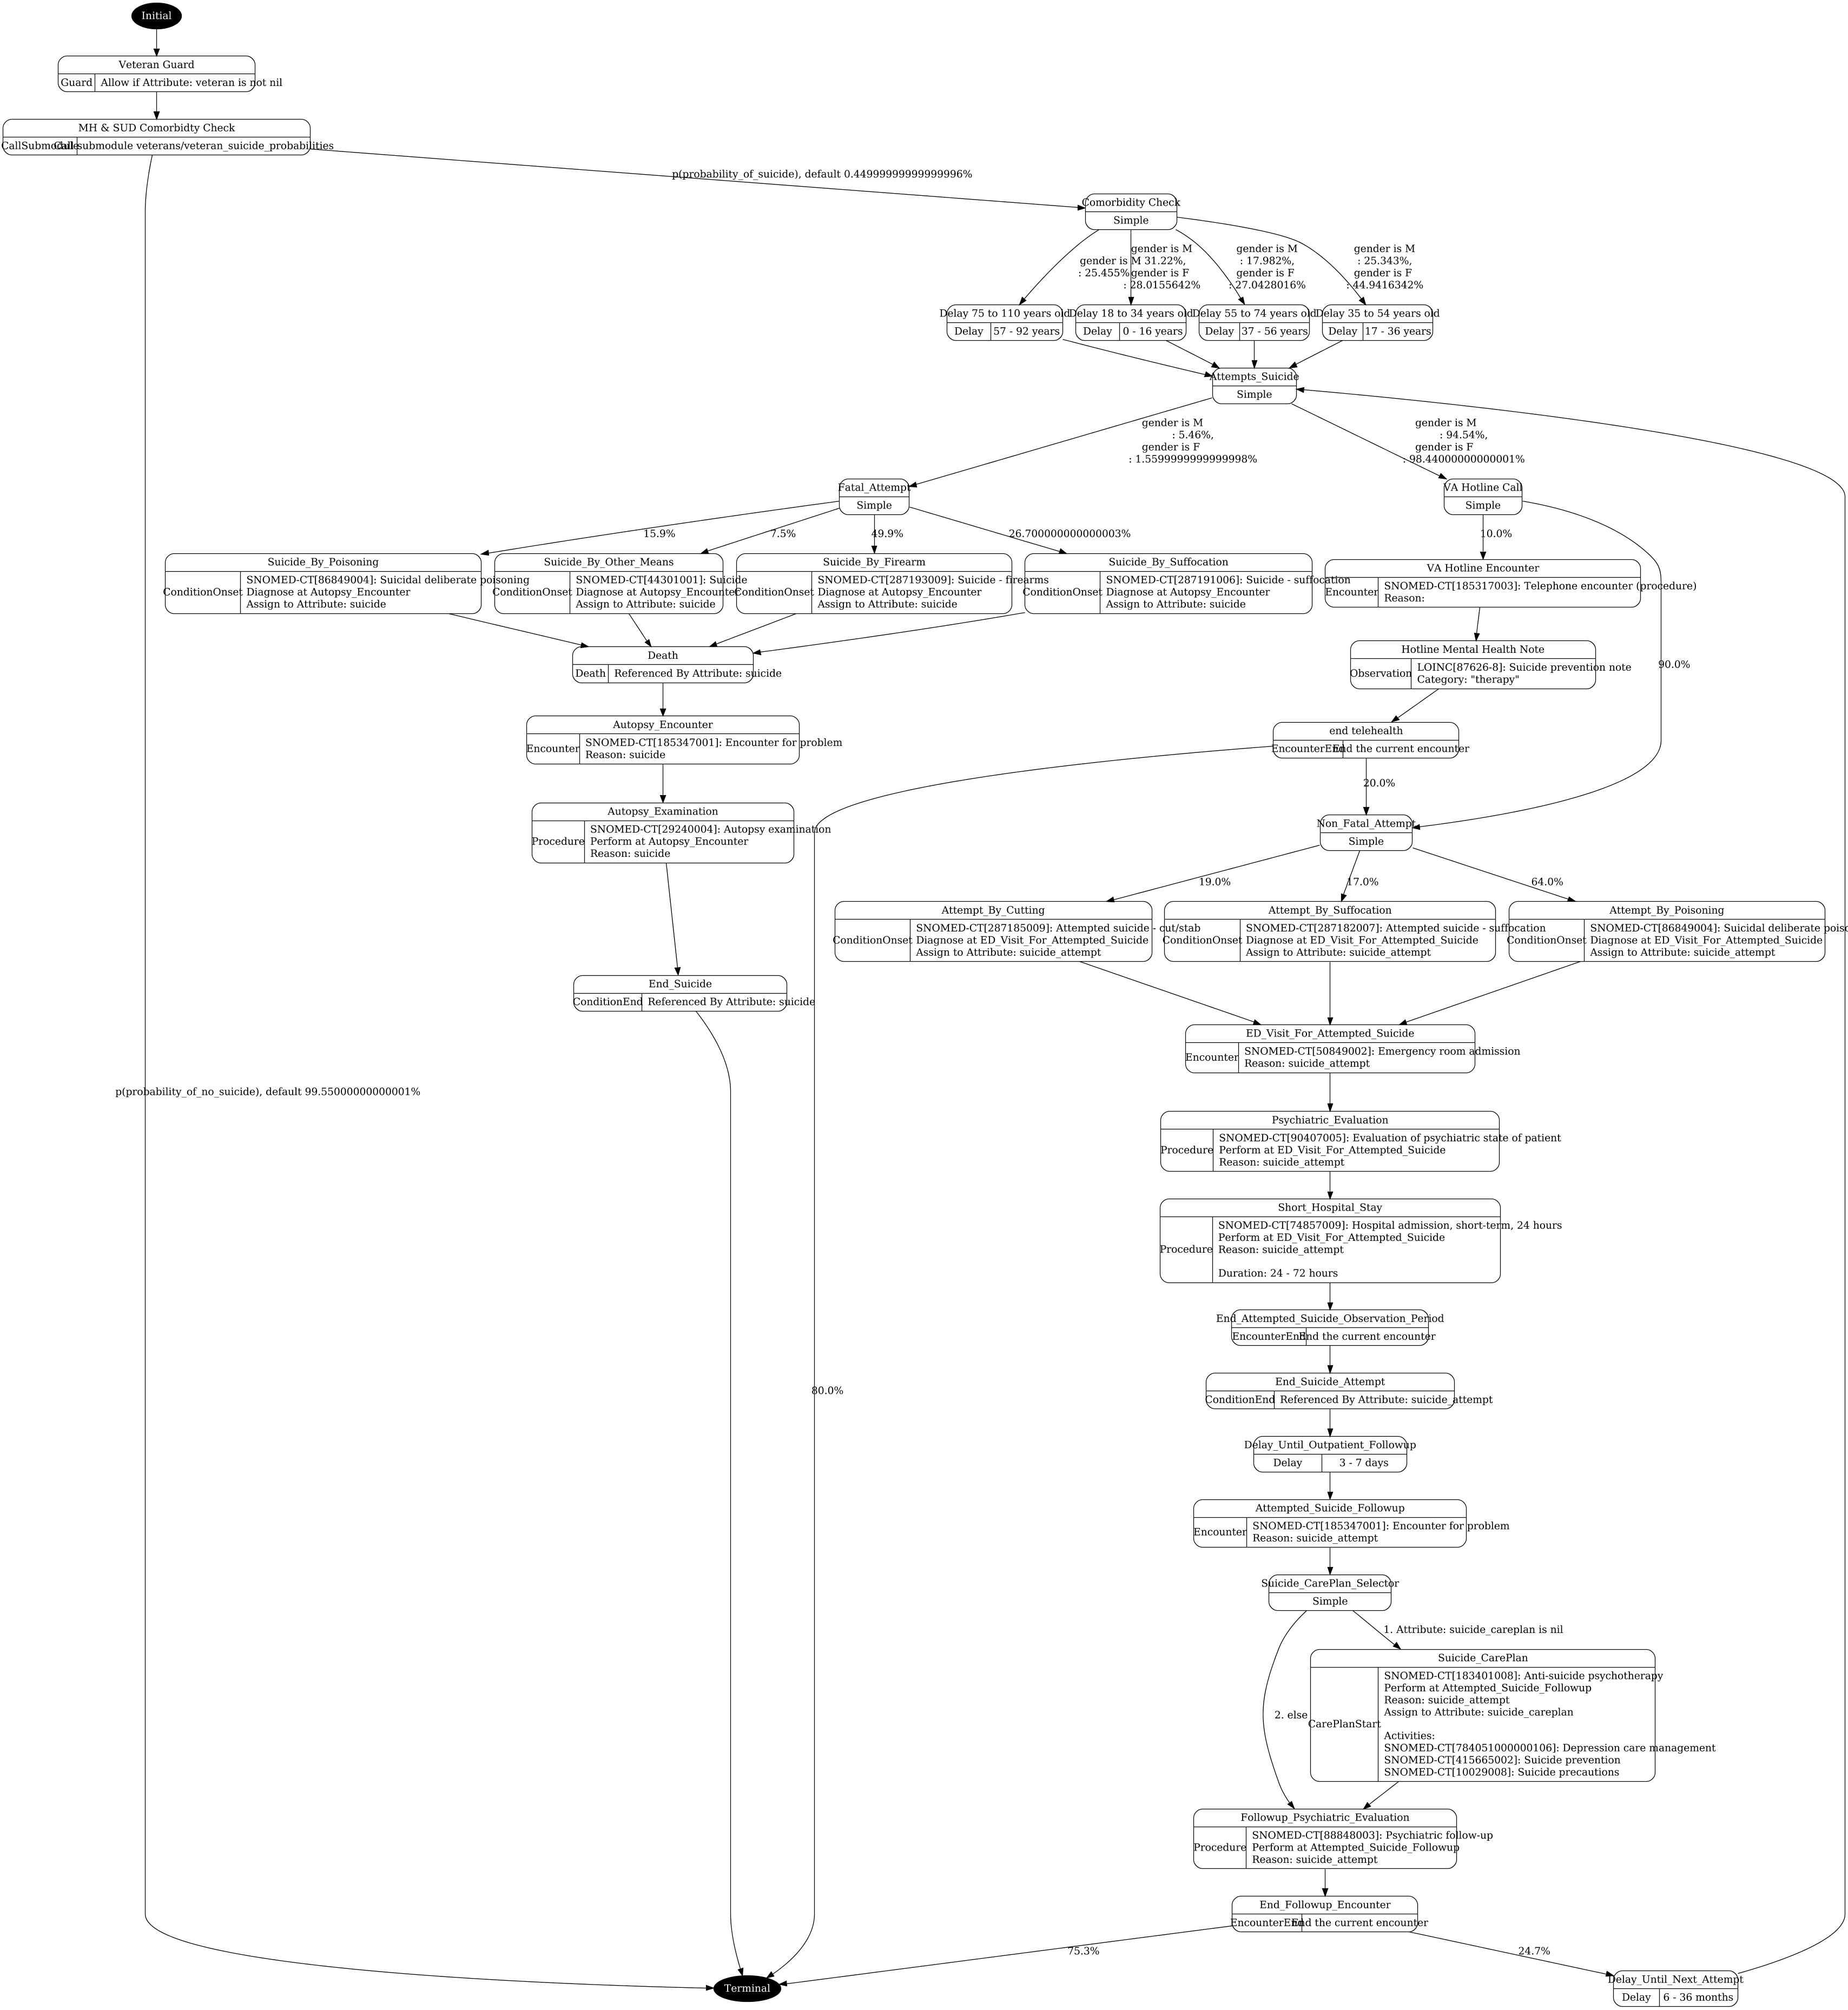 Initial
Veteran Guard
Guard
Allow if Attribute: veteran is not nil
MH & SUD Comorbidty Check
CallSubmodule
Call submodule veterans/veteran_suicide_probabilities
p(probability_of_suicide), default 0.44999999999999996%
Comorbidity Check
Simple
gender is M
: 25.455%
gender is M
31.22%,
gender is F
: 28.0155642%
gender is M
: 17.982%,
gender is F
: 27.0428016%
gender is M
: 25.343%,
gender is F
: 44.9416342%
Delay 75 to 110 years old
Delay
57 - 92 years
Delay 18 to 34 years old
Delay
0 - 16 years
Delay 55 to 74 years old
Delay
37 - 56 years
Delay 35 to 54 years old
Delay
17 - 36 years
Attempts_Suicide
Simple
gender is M
: 5.46%,
gender is F
: 1.5599999999999998%
gender is M
: 94.54%,
gender is F
: 98.44000000000001%
Fatal_Attempt
Simple
VA Hotline Call
Simple
15.9%
7.5%
49.9%
26.700000000000003%
10.0%
90.0%
Suicide_By_Poisoning
ConditionOnset
SNOMED-CT[86849004]: Suicidal deliberate poisoning
Diagnose at Autopsy_Encounter
Assign to Attribute: suicide
Suicide_By_Other_Means
ConditionOnset
SNOMED-CT[44301001]: Suicide
Diagnose at Autopsy_Encounter
Assign to Attribute: suicide
Suicide_By_Firearm
ConditionOnset
SNOMED-CT[287193009]: Suicide - firearms
Diagnose at Autopsy_Encounter
Assign to Attribute: suicide
Suicide_By_Suffocation
ConditionOnset
SNOMED-CT[287191006]: Suicide - suffocation
Diagnose at Autopsy_Encounter
Assign to Attribute: suicide
VA Hotline Encounter
Encounter
SNOMED-CT[185317003]: Telephone encounter (procedure)
Reason:
Death
Death
Referenced By Attribute: suicide
Hotline Mental Health Note
Observation
LOINC[87626-8]: Suicide prevention note
Category: "therapy"
Autopsy_Encounter
Encounter
SNOMED-CT[185347001]: Encounter for problem
Reason: suicide
end telehealth
EncounterEnd
End the current encounter
20.0%
Autopsy_Examination
Procedure
SNOMED-CT[29240004]: Autopsy examination
Perform at Autopsy_Encounter
Reason: suicide
Non_Fatal_Attempt
Simple
19.0%
17.0%
64.0%
Attempt_By_Cutting
ConditionOnset
SNOMED-CT[287185009]: Attempted suicide - cut/stab
Diagnose at ED_Visit_For_Attempted_Suicide
Assign to Attribute: suicide_attempt
Attempt_By_Suffocation
ConditionOnset
SNOMED-CT[287182007]: Attempted suicide - suffocation
Diagnose at ED_Visit_For_Attempted_Suicide
Assign to Attribute: suicide_attempt
Attempt_By_Poisoning
ConditionOnset
SNOMED-CT[86849004]: Suicidal deliberate
Diagnose at ED_Visit_For_Attempted_Suicide
Assign to Attribute: suicide_attempt
End_Suicide
ConditionEnd
Referenced By Attribute: suicide
ED_Visit_For_Attempted_Suicide
Encounter
SNOMED-CT[50849002]: Emergency room admission
Reason: suicide_attempt
p(probability_of_no_suicide), default 99.55000000000001%
Psychiatric_Evaluation
Procedure
SNOMED-CT[90407005]: Evaluation of psychiatric state of patient
Perform at ED_Visit_For_Attempted_Suicide
Reason: suicide_attempt
Short_Hospital_Stay
Procedure
SNOMED-CT[74857009]: Hospital admission, short-term, 24 hours
Perform at ED_Visit_For_Attempted_Suicide
Reason: suicide_attempt
Duration: 24 - 72 hours
End_Attempted_Suicide_Observation_Period
EncounterEnd
End the current encounter
80.0%
End_Suicide_Attempt
ConditionEnd
Referenced By Attribute: suicide_attempt
Delay_Until_Outpatient_Followup
Delay
3 - 7 days
Attempted_Suicide_Followup
Encounter
SNOMED-CT[185347001]: Encounter for problem
Reason: suicide_attempt
Suicide_CarePlan_Selector
Simple
1. Attribute: suicide_careplan is nil
2. else
Suicide_CarePlan
CarePlanStart
SNOMED-CT[183401008]: Anti-suicide psychotherapy
Perform at Attempted_Suicide_Followup
Reason: suicide_attempt
Assign to Attribute: suicide_careplan
Activities:
SNOMED-CT[784051000000106]: Depression care management
SNOMED-CT[415665002]: Suicide prevention
SNOMED-CT[10029008]: Suicide precautions
Followup_Psychiatric_Evaluation
Procedure
SNOMED-CT[88848003]: Psychiatric follow-up
Perform at Attempted_Suicide_Followup
Reason: suicide_attempt
End_Followup_Encounter
EncounterEnd
End the current encounter
75.3%
24.7%
Terminal
Delay_Until_Next_Attempt
Delay
6 - 36 months